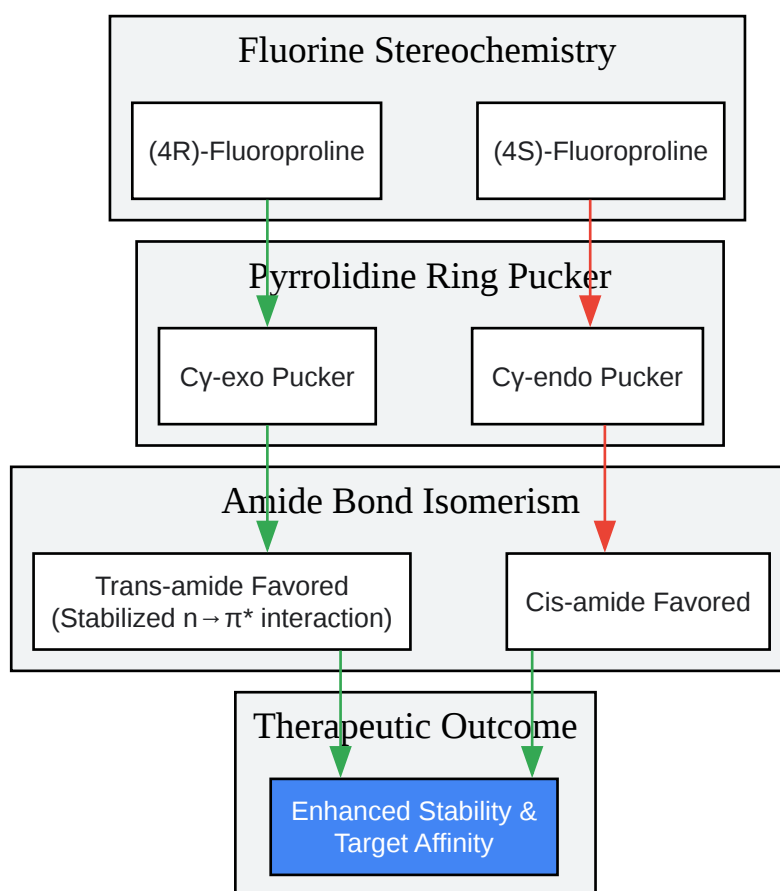 Fluorine Stereochemistry
(4R)-Fluoroproline
(4S)-Fluoroproline
Pyrrolidine Ring Pucker
Cγ-exo Pucker
Cγ-endo Pucker
Amide Bond Isomerism
Trans-amide Favored
(Stabilized n→π* interaction)
Cis-amide Favored
Therapeutic Outcome
Enhanced Stability &
Target Affinity